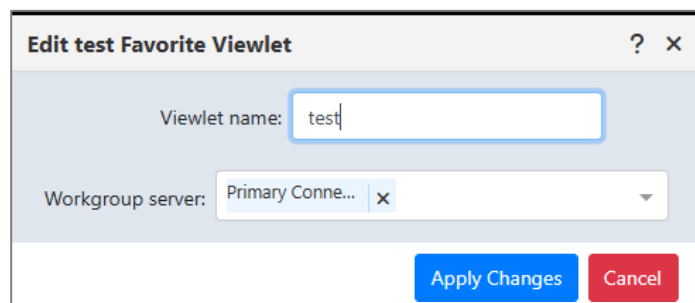 Edit test Favorite Viewlet ? ×
Viewlet name: test
Workgroup server: Primary Conne... ×
Apply Changes Cancel